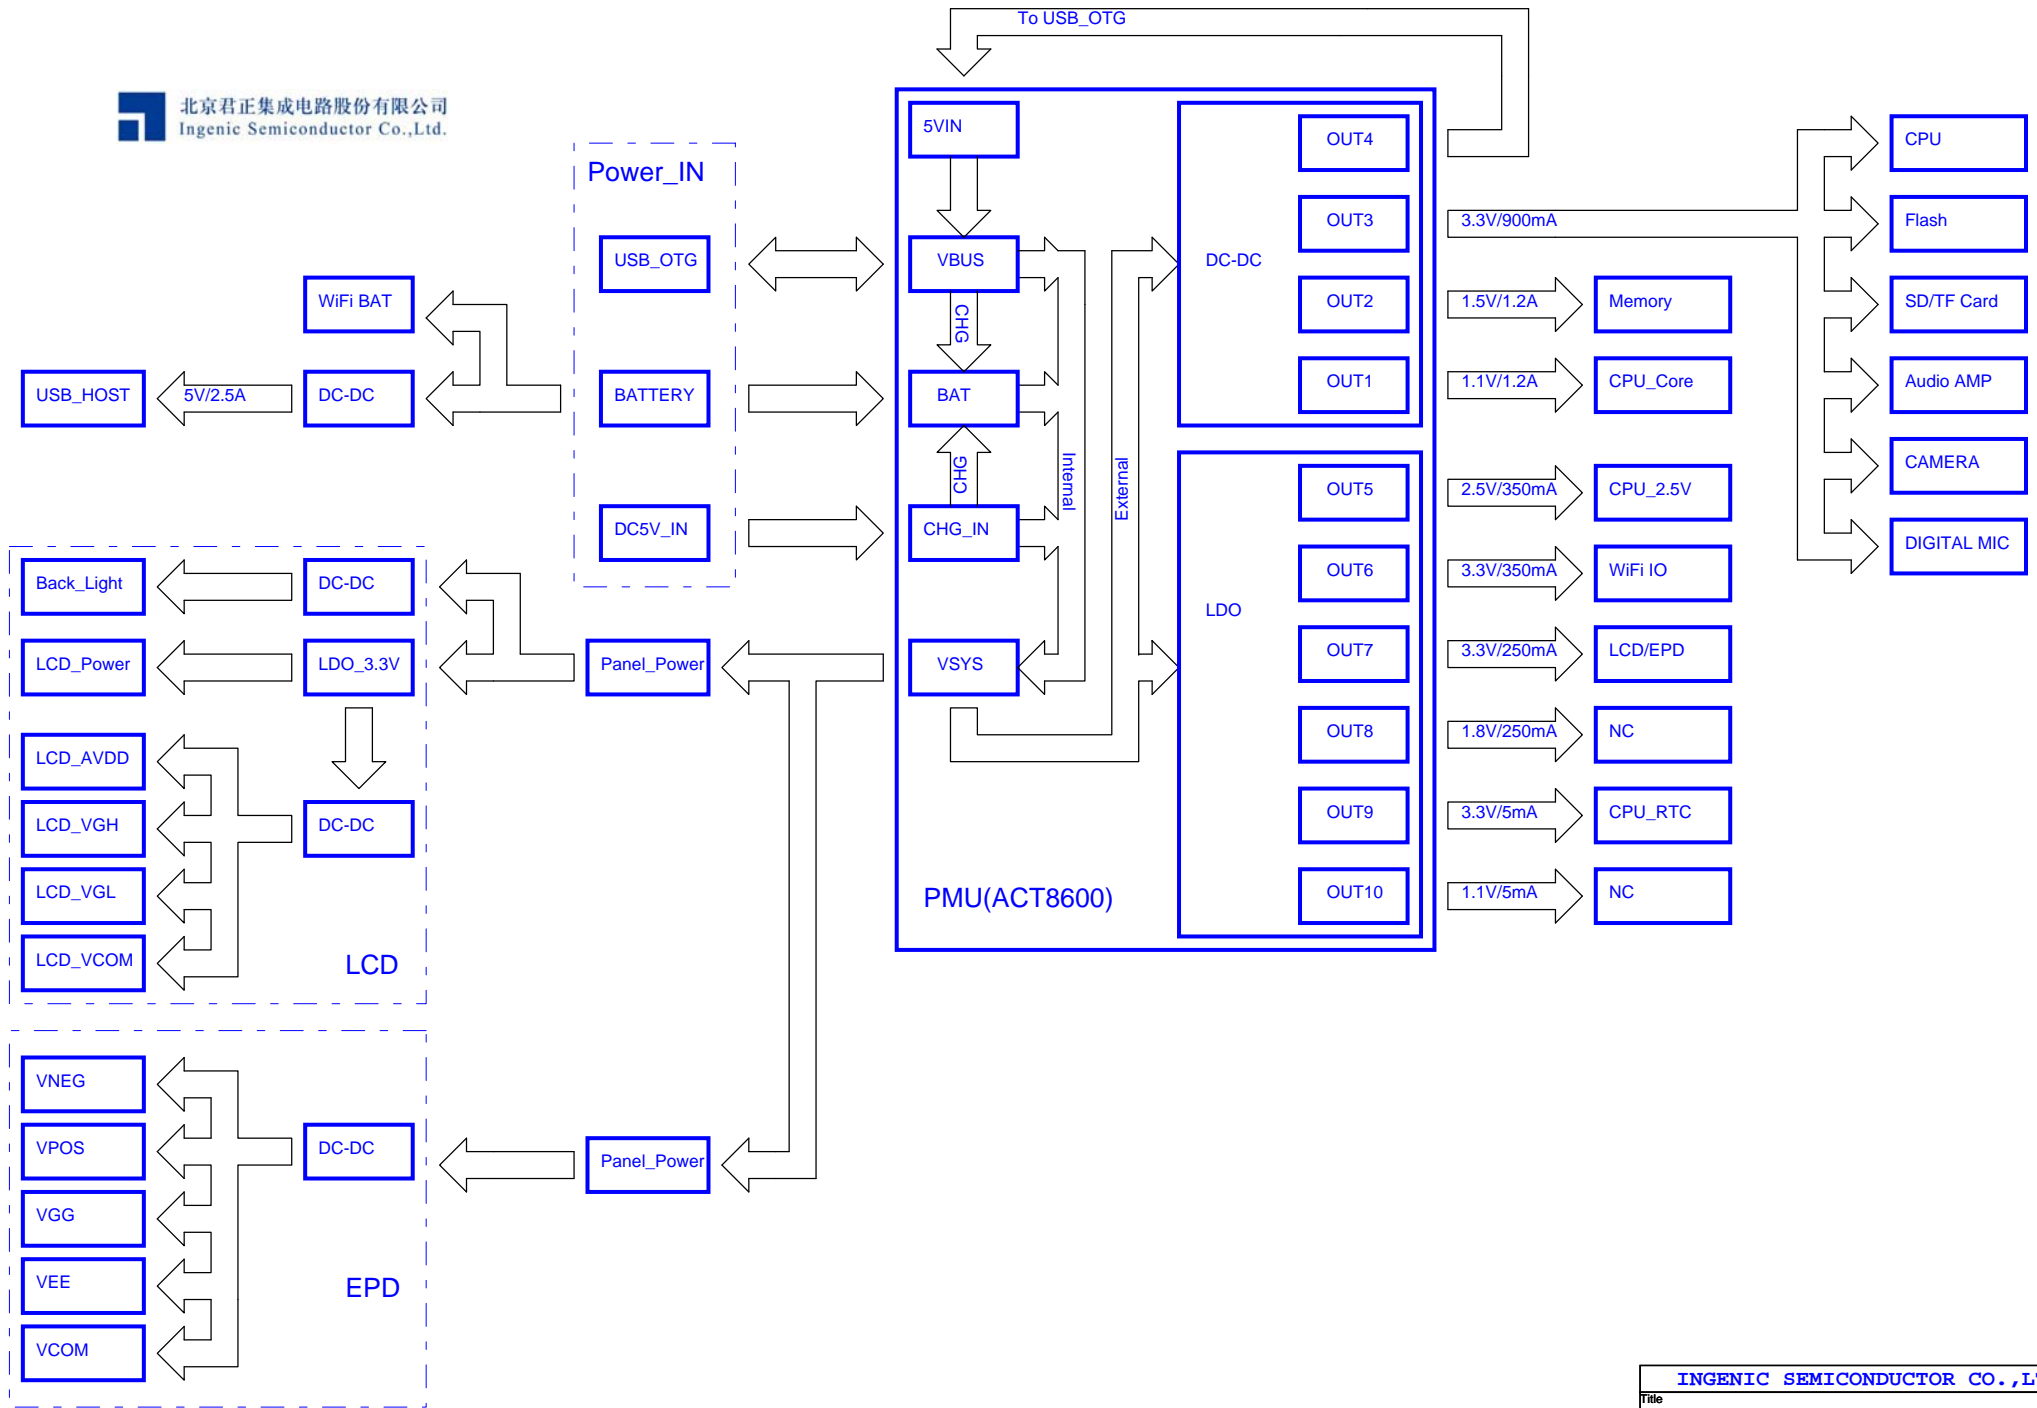 To USB_OTG
北京君正集成电路股份有限公司
Ingenic Semiconductor Co.,Ltd.
Power_IN
USB_OTG
BATTERY
DC5V_IN
WiFi BAT
USB_HOST
5V/2.5A
DC-DC
Back_Light
DC-DC
LCD_Power
LDO_3.3V
Panel_Power
LCD_AVDD
LCD_VGH
DC-DC
LCD_VGL
LCD_VCOM
LCD
VNEG
VPOS
DC-DC
Panel_Power
VGG
VEE
EPD
VCOM
5VIN
VBUS
CHG
BAT
CHG
CHG_IN
VSYS
Internal
External
PMU(ACT8600)
DC-DC
OUT4
OUT3
OUT2
OUT1
LDO
OUT5
OUT6
OUT7
OUT8
OUT9
OUT10
3.3V/900mA
1.5V/1.2A
Memory
1.1V/1.2A
CPU_Core
2.5V/350mA
CPU_2.5V
3.3V/350mA
WiFi IO
3.3V/250mA
LCD/EPD
1.8V/250mA
NC
3.3V/5mA
CPU_RTC
1.1V/5mA
NC
CPU
Flash
SD/TF Card
Audio AMP
CAMERA
DIGITAL MIC
INGENIC SEMICONDUCTOR CO.,L
Title